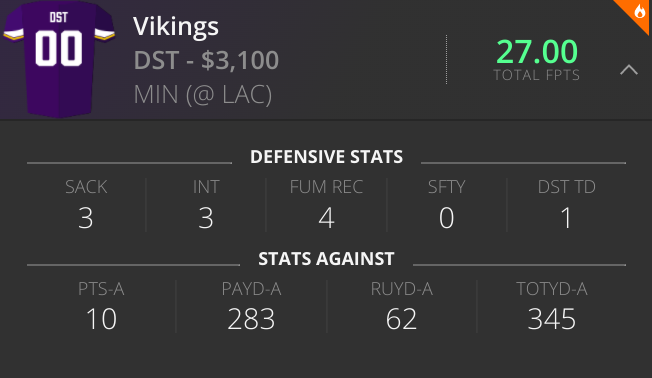 DST
00
Vikings
DST - $3,100
MIN (@ LAC)
27.00
TOTAL FPTS
DEFENSIVE STATS
SACK INT FUM REC SFTY DST TD
3 3 4 0 1
STATS AGAINST
PTS-A PAYD-A RUYD-A TOTYD-A
10 283 62 345